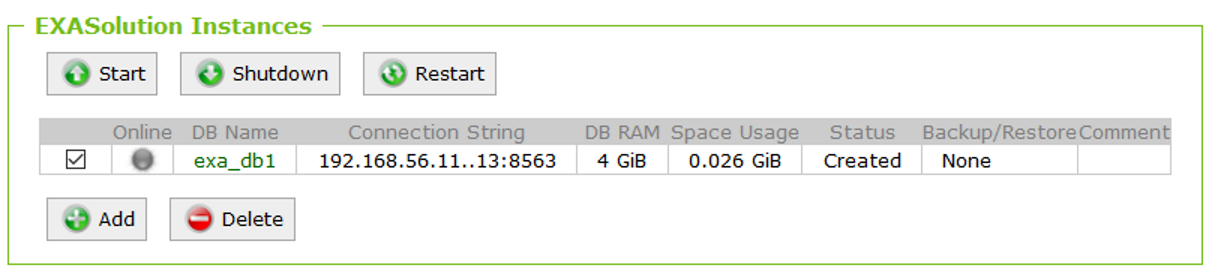 EXASolution Instances
Start Shutdown Restart
Online DB Name Connection String DB RAM Space Usage Status Backup/Restore Comment
exa_db1 192.168.56.11..13:8563 4 GiB 0.026 GiB Created None
Add Delete